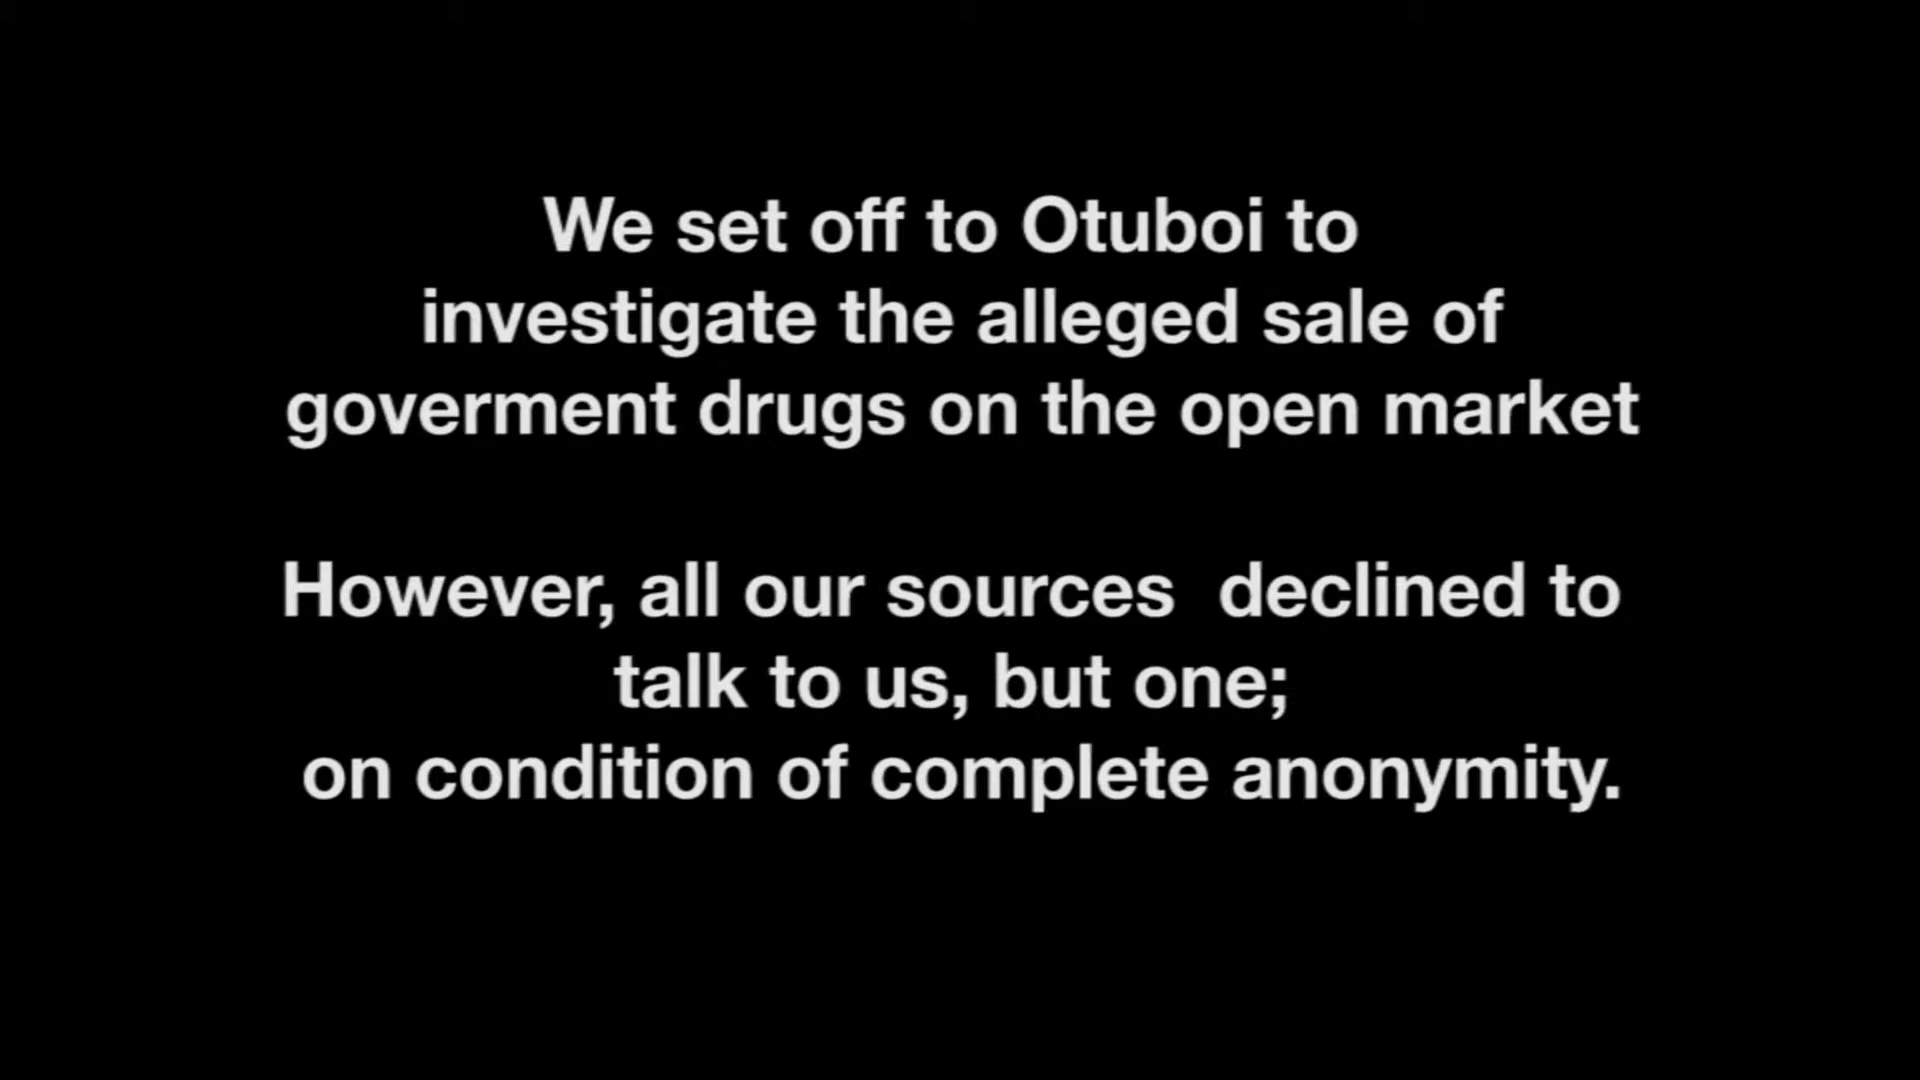 We set off to Otuboi to
investigate the alleged sale of
goverment drugs on the open market
However, all our sources  declined to
talk to us, but one;
on condition of complete anonymity.